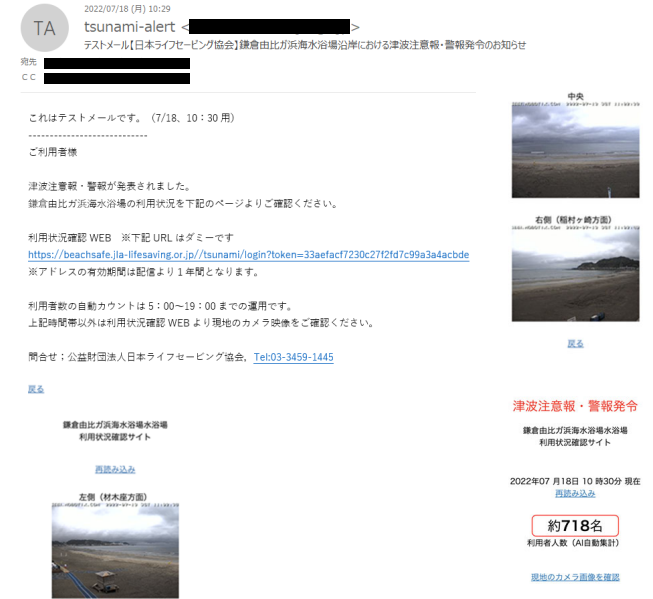 TA
2022/07/18 (月) 10:29
tsunami-alert < >
テストメール【日本ライフセービング協会】鎌倉由比ガ浜海水浴場沿岸における津波注意報・警報発令のお知らせ
宛先
CC
これはテストメールです。（7/18、10：30 用）
----------------------------
ご利用者様
津波注意報・警報が発表されました。
鎌倉由比ガ浜海水浴場の利用状況を下記のページよりご確認ください。
利用状況確認 WEB　※下記 URL はダミーです
https://beachsafe.jla-lifesaving.or.jp//tsunami/login?token=33aefacf7230c27f2fd7c99a3a4acbde
※アドレスの有効期間は配信より 1 年間となります。
利用者数の自動カウントは 5：00～19：00 までの運用です。
上記時間帯以外は利用状況確認 WEB より現地のカメラ映像をご確認ください。
問合せ；公益財団法人日本ライフセービング協会，Tel:03-3459-1445
戻る
鎌倉由比ガ浜海水浴場水浴場
利用状況確認サイト
再読み込み
左側（材木座方面）
中央
右側（稲村ヶ崎方面）
戻る
津波注意報・警報発令
鎌倉由比ガ浜海水浴場水浴場
利用状況確認サイト
2022年07 月18日 10 時30分 現在
再読み込み
約718名
利用者人数（AI自動集計）
現地のカメラ画像を確認